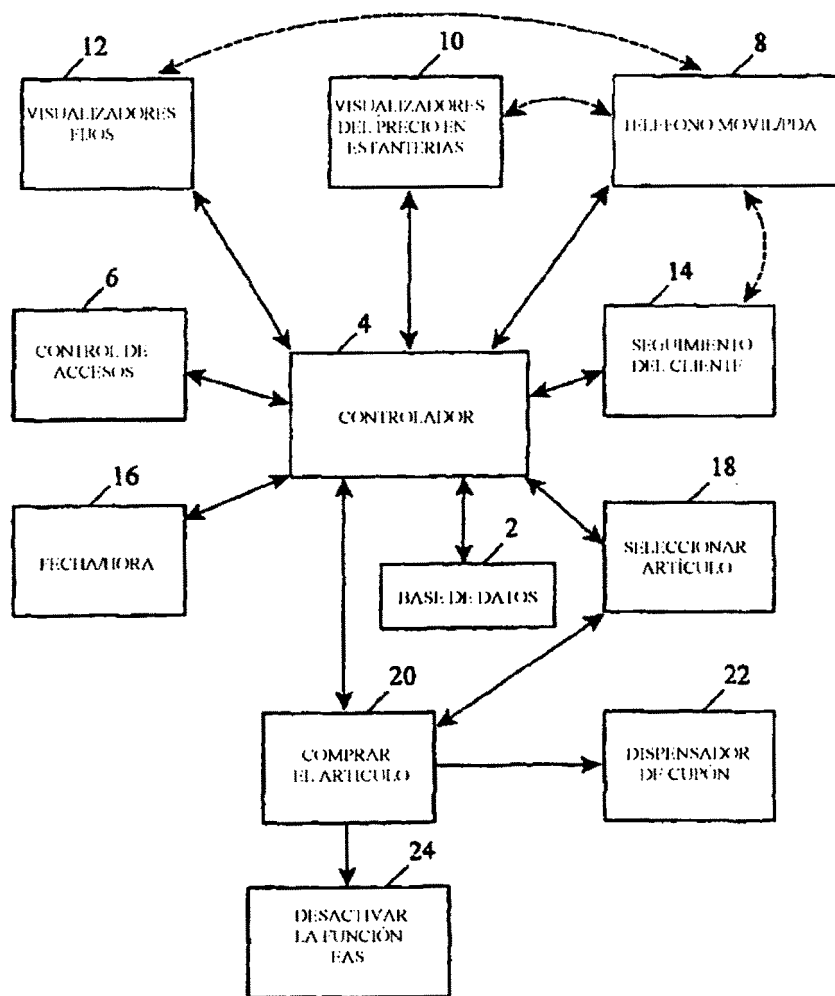 12
10
8
VISUALIZADORES
FIJOS
VISUALIZADORES
DEL PRECIO EN
ESTANTERIAS
TELEFONO MOVIL/PDA
6
4
14
CONTROL DE
ACCESOS
CONTROLADOR
SEGUIMIENTO
DEL CLIENTE
16
2
18
FECHA/HORA
BASE DE DATOS
SELECCIONAR
ARTÍCULO
20
22
COMPRAR
EL ARTICULO
DISPENSADOR
DE CUPÓN
24
DESACTIVAR
LA FUNCIÓN
EAS